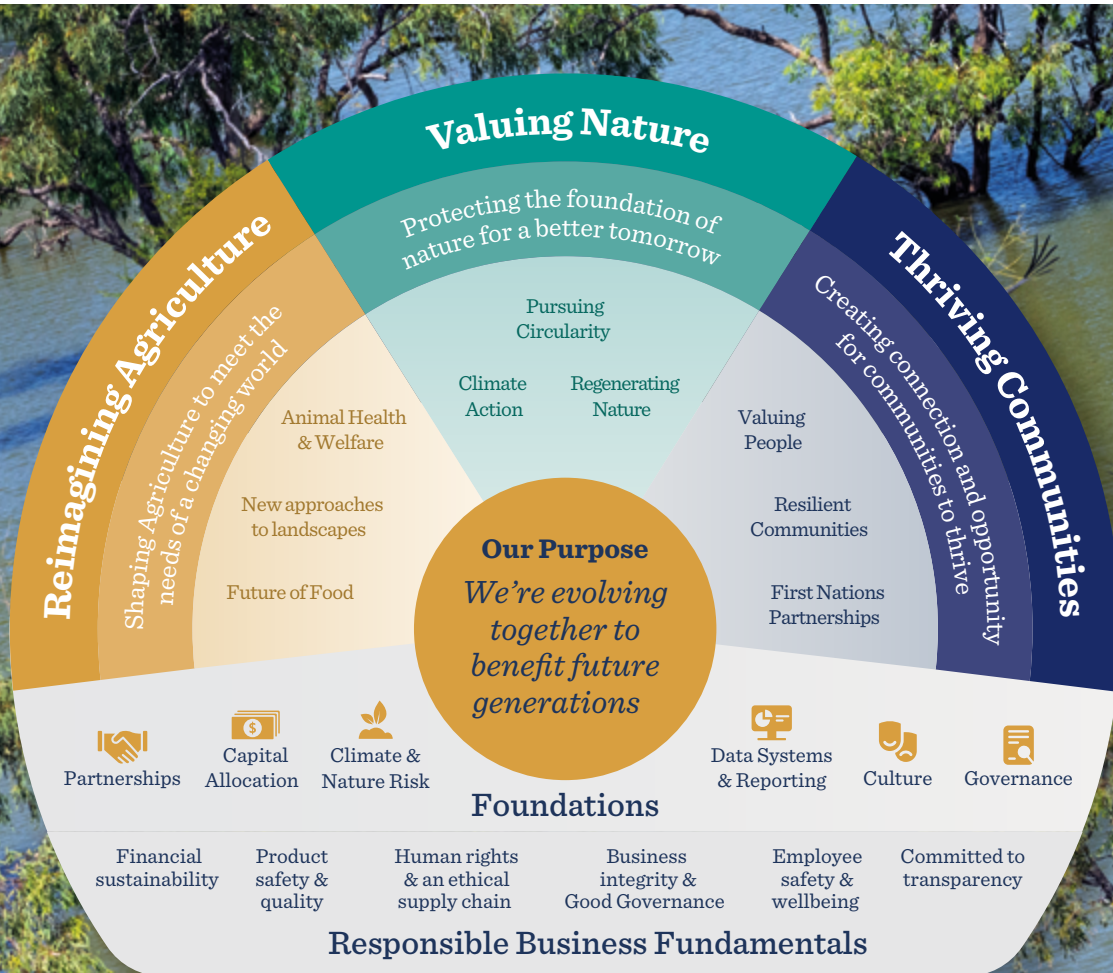 Valuing Nature
Protecting the foundation of
nature for a better tomorrow
Pursuing
Circularity
Climate
Action
Regenerating
Nature
Reimagining Agriculture
Shaping Agriculture to meet the
needs of a changing world
Animal Health
& Welfare
New approaches
to landscapes
Future of Food
Thriving Communities
Creating connection and opportunity
for communities to thrive
Valuing
People
Resilient
Communities
First Nations
Partnerships
Our Purpose
We're evolving
together to
benefit future
generations
Partnerships
$
Capital
Allocation
Climate &
Nature Risk
Data Systems
& Reporting
Culture
Governance
Foundations
Financial
sustainability
Product
safety &
quality
Human rights
& an ethical
supply chain
Business
integrity &
Good Governance
Employee
safety &
wellbeing
Committed to
transparency
Responsible Business Fundamentals